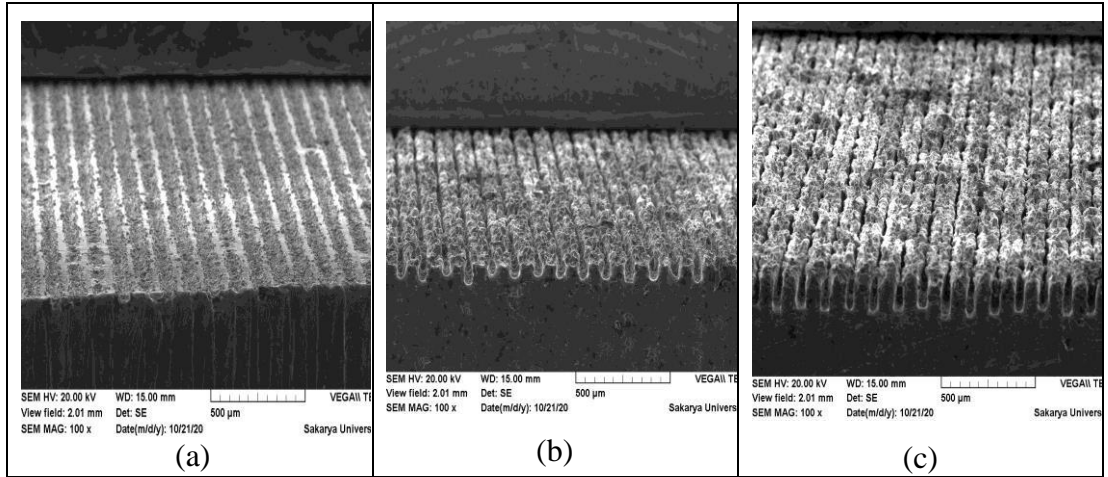 SEM HV: 20.00 kV WD: 15.00 mm VEGA\\ TE
View field: 2.01 mm Det: SE 500 µm
SEM MAG: 100 x Date(m/d/y): 10/21/20 Sakarya Univers
(a)
SEM HV: 20.00 kV WD: 15.00 mm VEGA\\ TE
View field: 2.01 mm Det: SE 500 µm
SEM MAG: 100 x Date(m/d/y): 10/21/20 Sakarya Univers
(b)
SEM HV: 20.00 kV WD: 15.00 mm VEGA\\ TE
View field: 2.01 mm Det: SE 500 µm
SEM MAG: 100 x Date(m/d/y): 10/21/20 Sakarya Univers
(c)